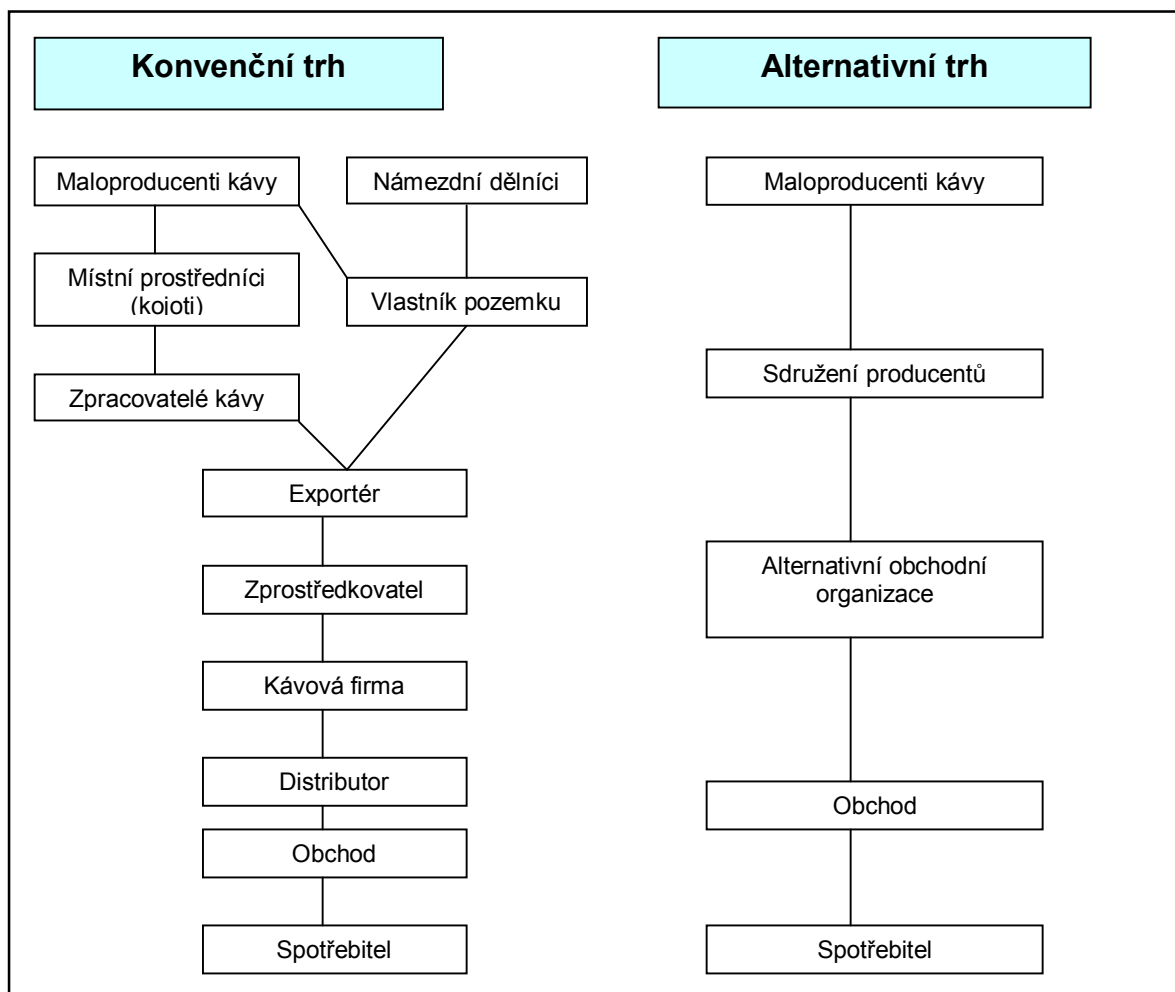 Konvenční trh
Alternativní trh
Maloproducenti kávy
Námezdní dělníci
Maloproducenti kávy
Místní prostředníci
(kojoti)
Vlastník pozemku
Sdružení producentů
Zpracovatelé kávy
Exportér
Alternativní obchodní
organizace
Zprostředkovatel
Kávová firma
Distributor
Obchod
Obchod
Spotřebitel
Spotřebitel